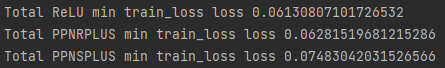 Total ReLU min train_loss loss 0.06130807101726532
Total PPNRPLUS min train_loss loss 0.06281519681215286
Total PPNSPLUS min train_loss loss 0.07483042031526566